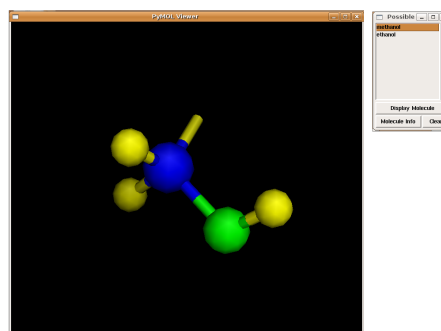 PyMOL Viewer
Possible
methanol
ethanol
Display Molecule
Molecule Info
Clear